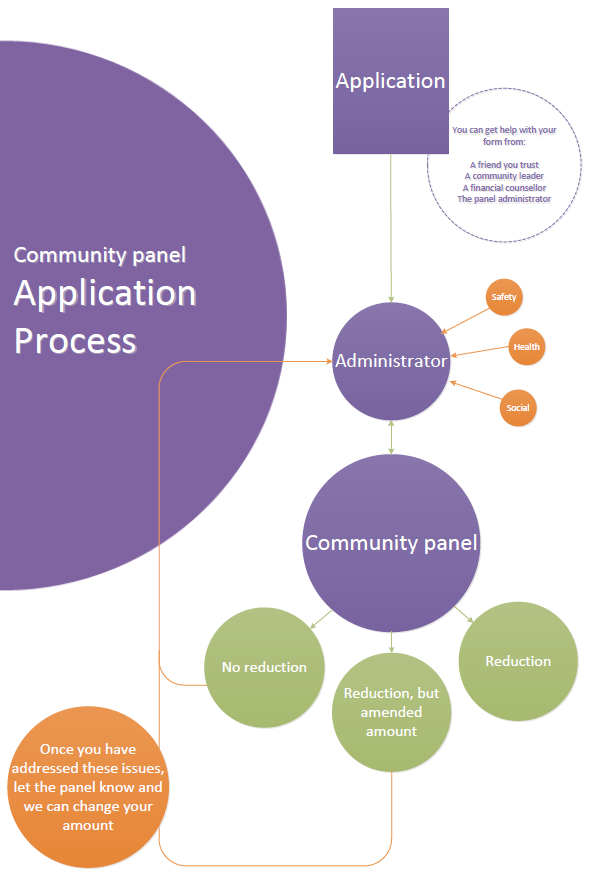 Application
You can get help with your
form from:
A friend you trust
A community leader
A financial counsellor
The panel administrator
Community panel
Application
Process
Safety
Health
Social
Administrator
Community panel
No reduction
Reduction, but
amended
amount
Reduction
Once you have
addressed these issues,
let the panel know and
we can change your
amount